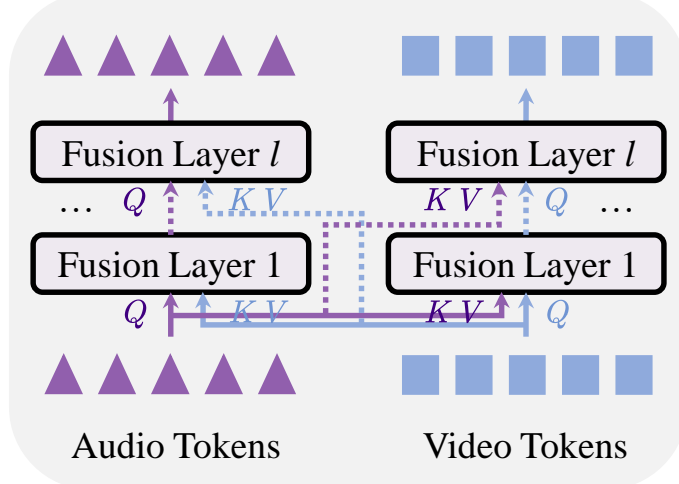 Fusion Layer l Fusion Layer l
… Q K V K V Q …
Fusion Layer 1 Fusion Layer 1
Q K V K V Q
Audio Tokens Video Tokens